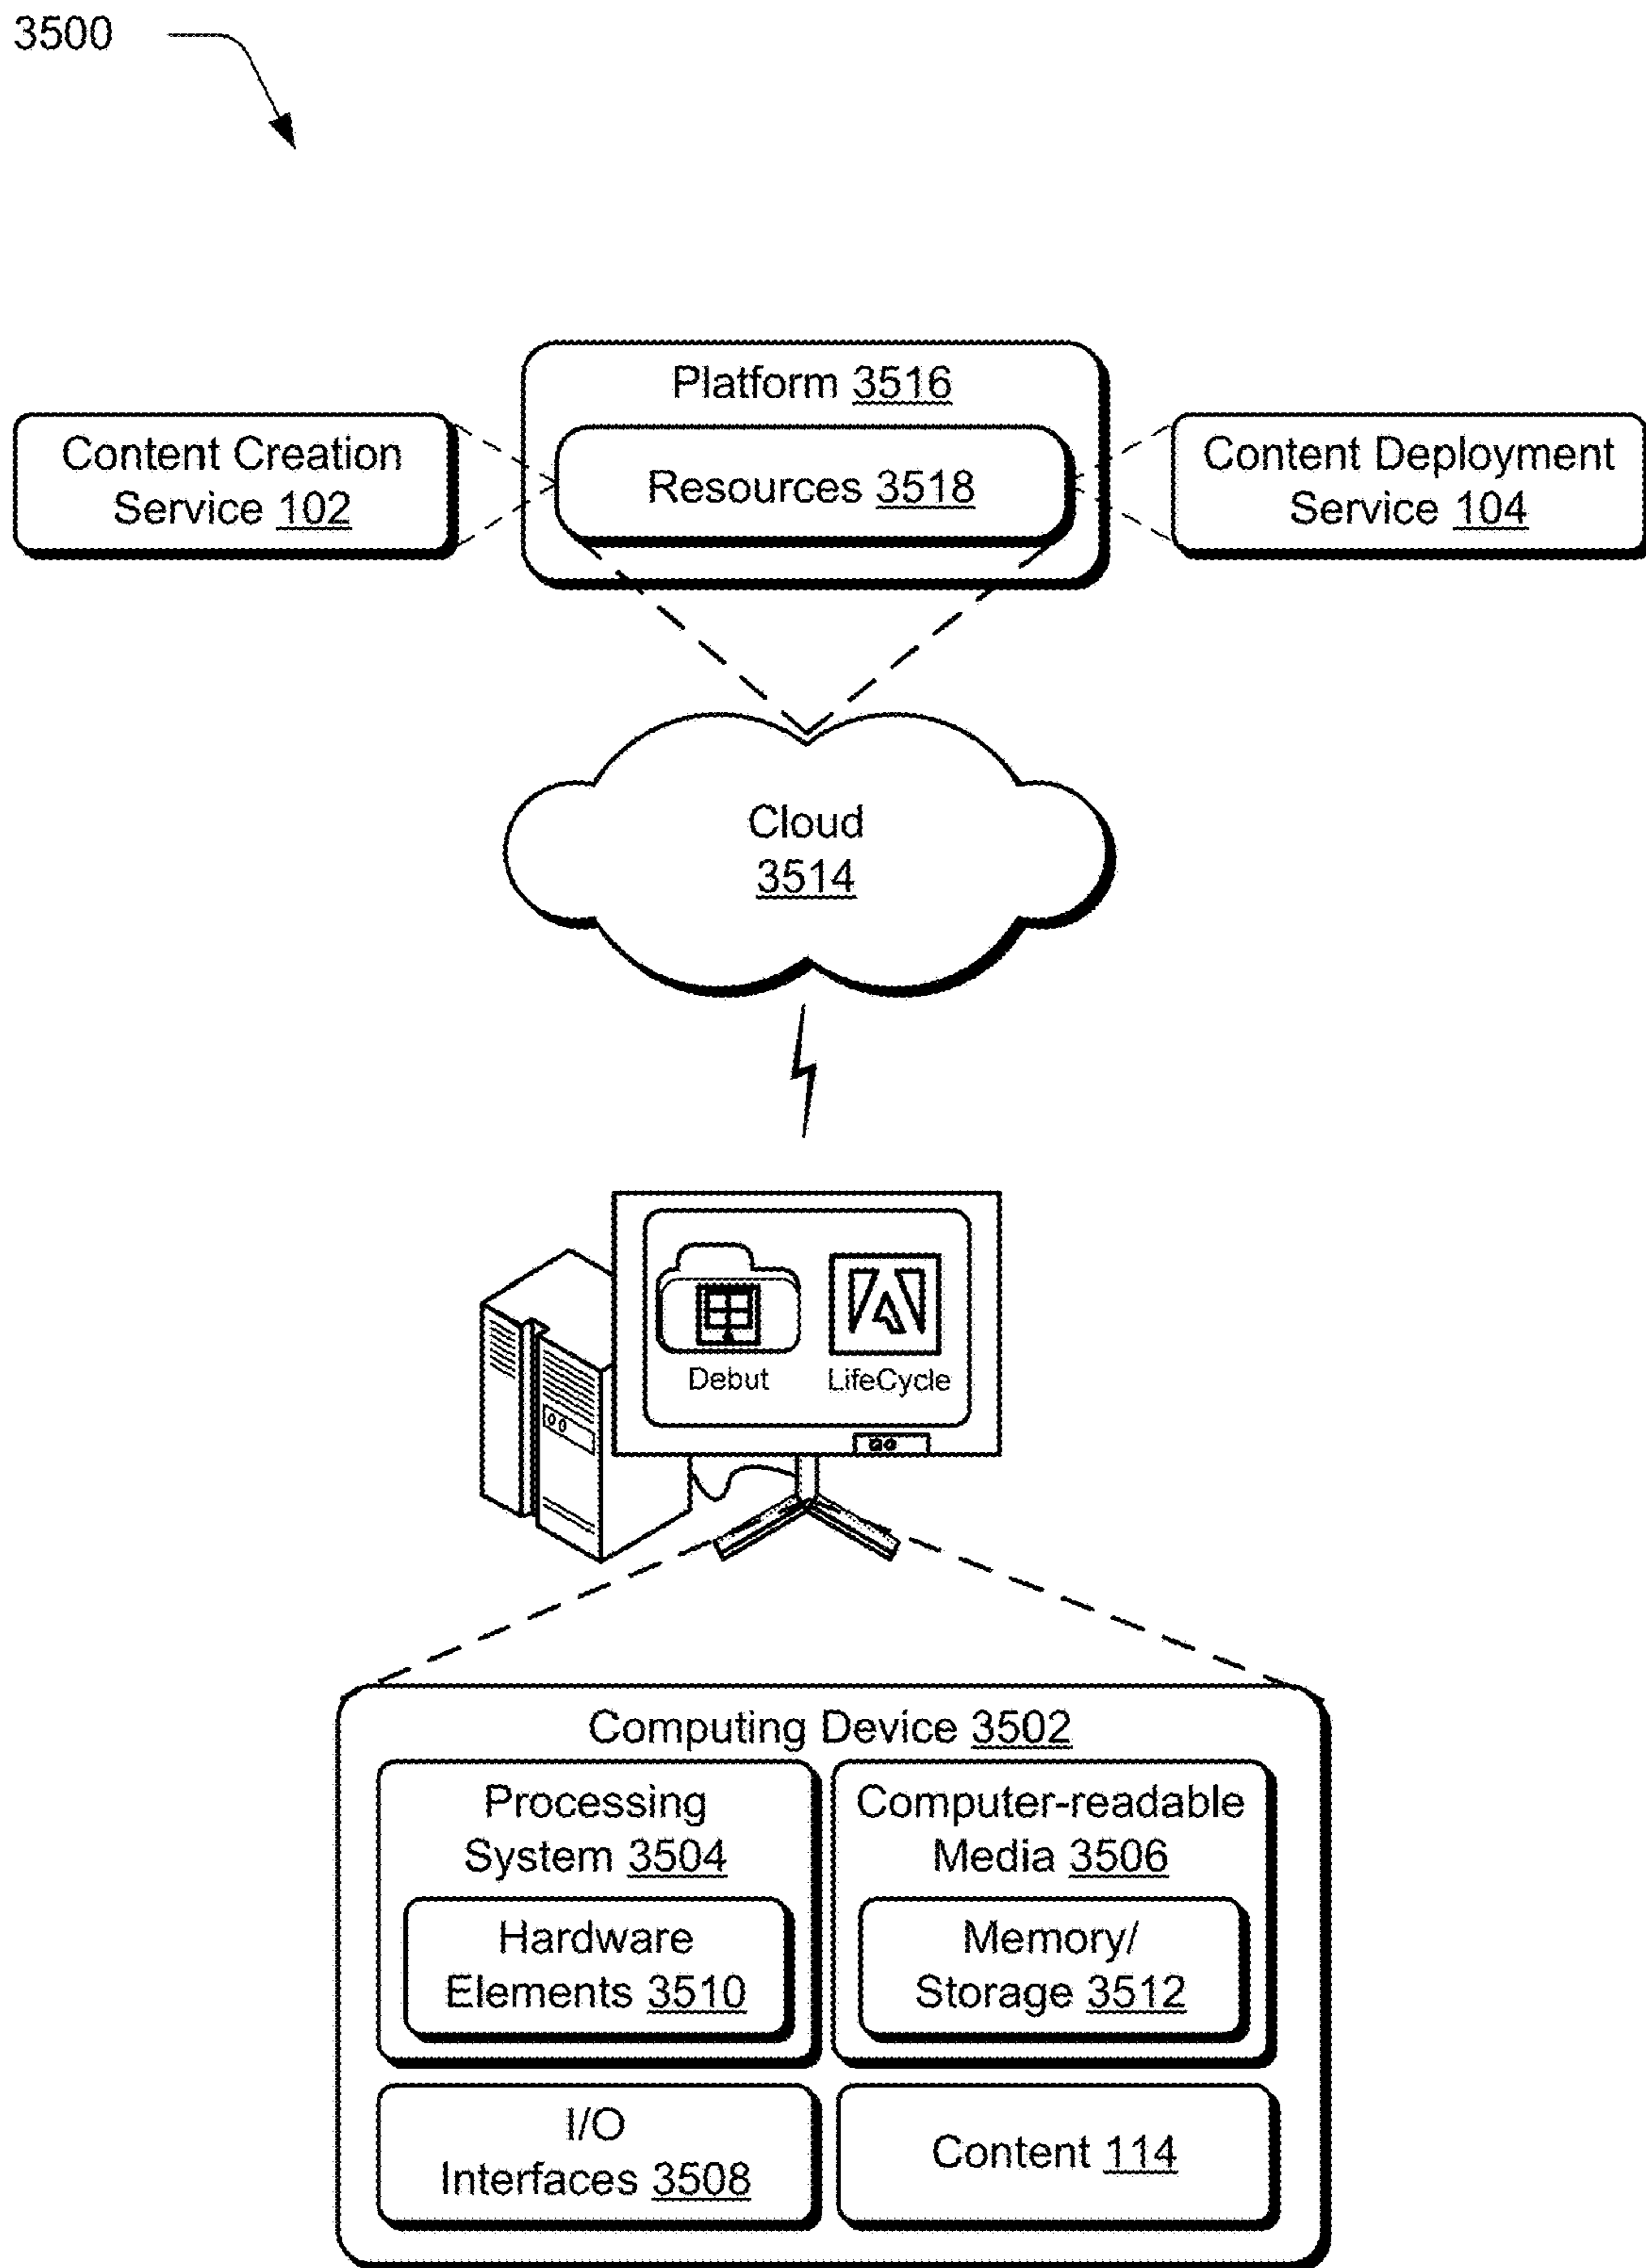 3500
Platform 3516
Resources 3518
Content Creation
Service 102
Content Deployment
Service 104
Cloud
3514
Debut
LifeCycle
Computing Device 3502
Processing
System 3504
Hardware
Elements 3510
Computer-readable
Media 3506
Memory/
Storage 3512
I/O
Interfaces 3508
Content 114